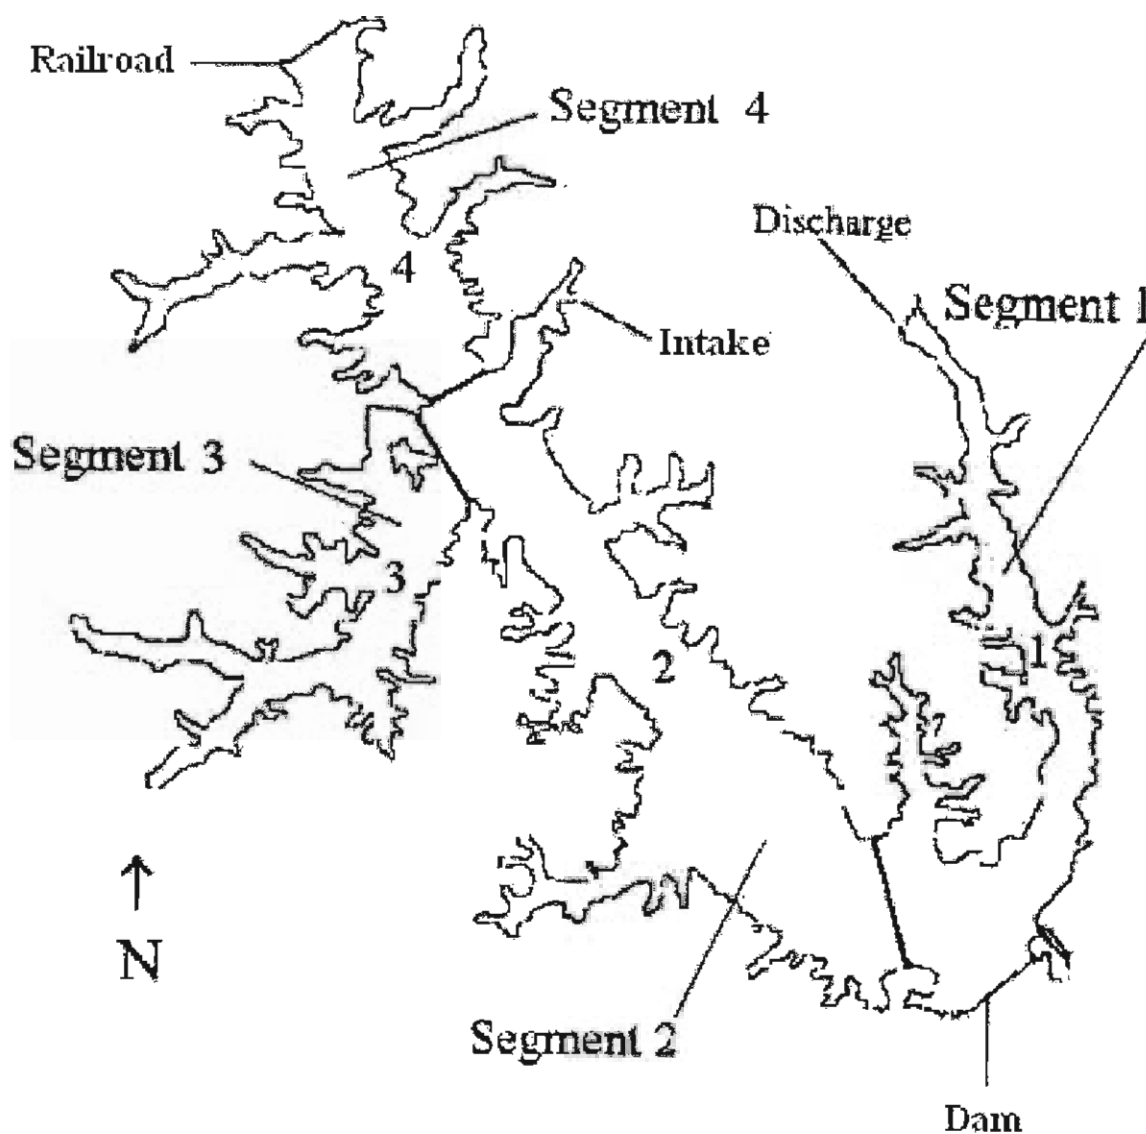 Railroad
Segment 4
Discharge
4
Segment 1
Intake
Segment 3
3
2
1
N
Segment 2
Dam